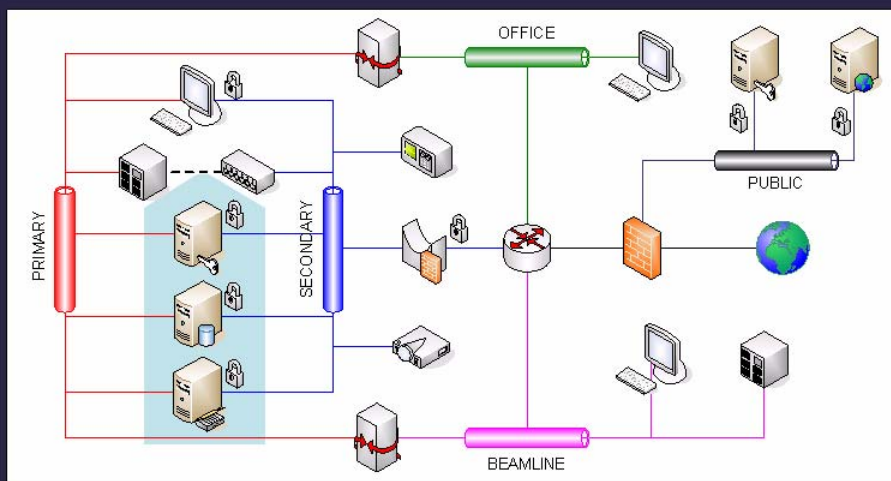 OFFICE
PUBLIC
PRIMARY
SECONDARY
BEAMLINE